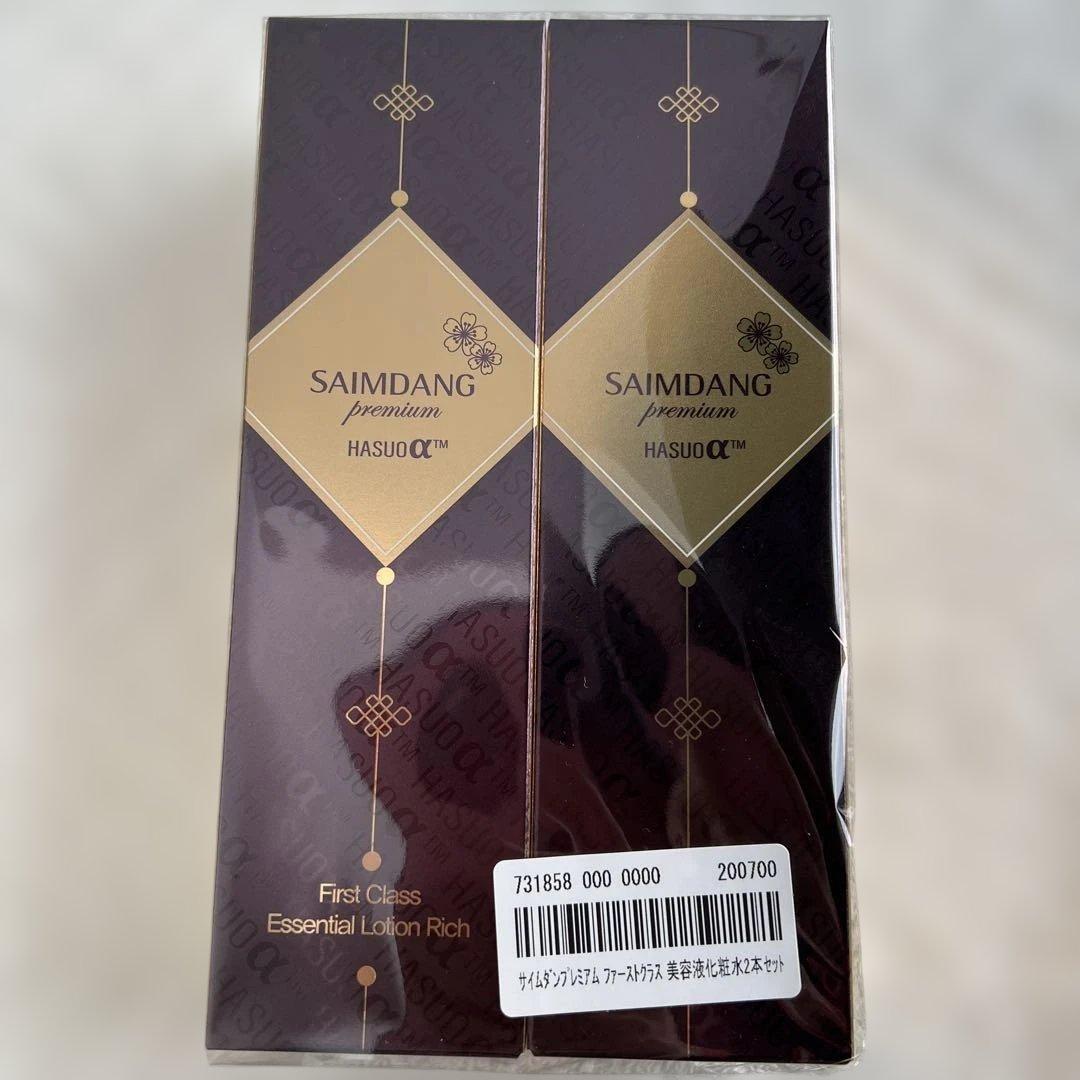 SAIMDANG
premium
HASUOα™
SAIMDANG
premium
HASUOα™
First Class
Essential Lotion Rich
731858 000 0000 200700
サイムダンプレミアム ファーストクラス 美容液化粧水2本セット